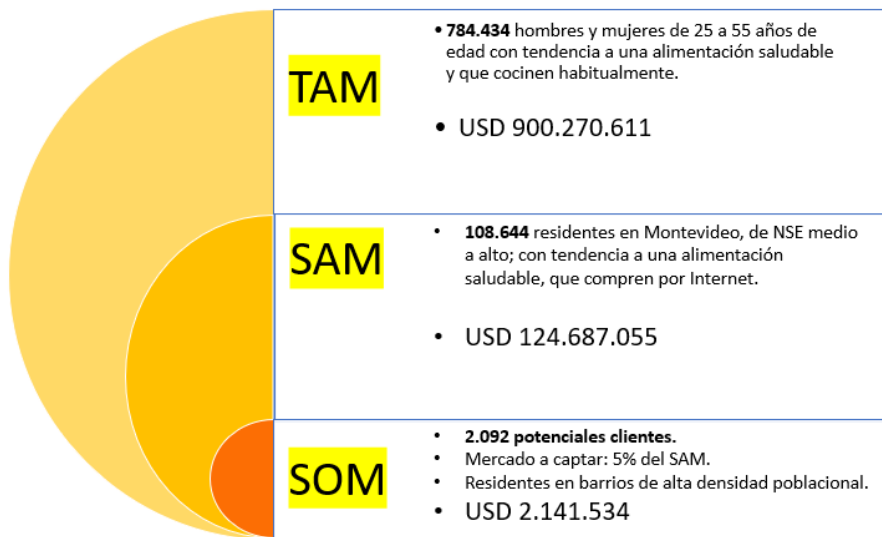 TAM
• 784.434 hombres y mujeres de 25 a 55 años de
edad con tendencia a una alimentación saludable
y que cocinen habitualmente.
• USD 900.270.611
SAM
• 108.644 residentes en Montevideo, de NSE medio
a alto; con tendencia a una alimentación
saludable, que compren por Internet.
• USD 124.687.055
SOM
• 2.092 potenciales clientes.
• Mercado a captar: 5% del SAM.
• Residentes en barrios de alta densidad poblacional.
• USD 2.141.534